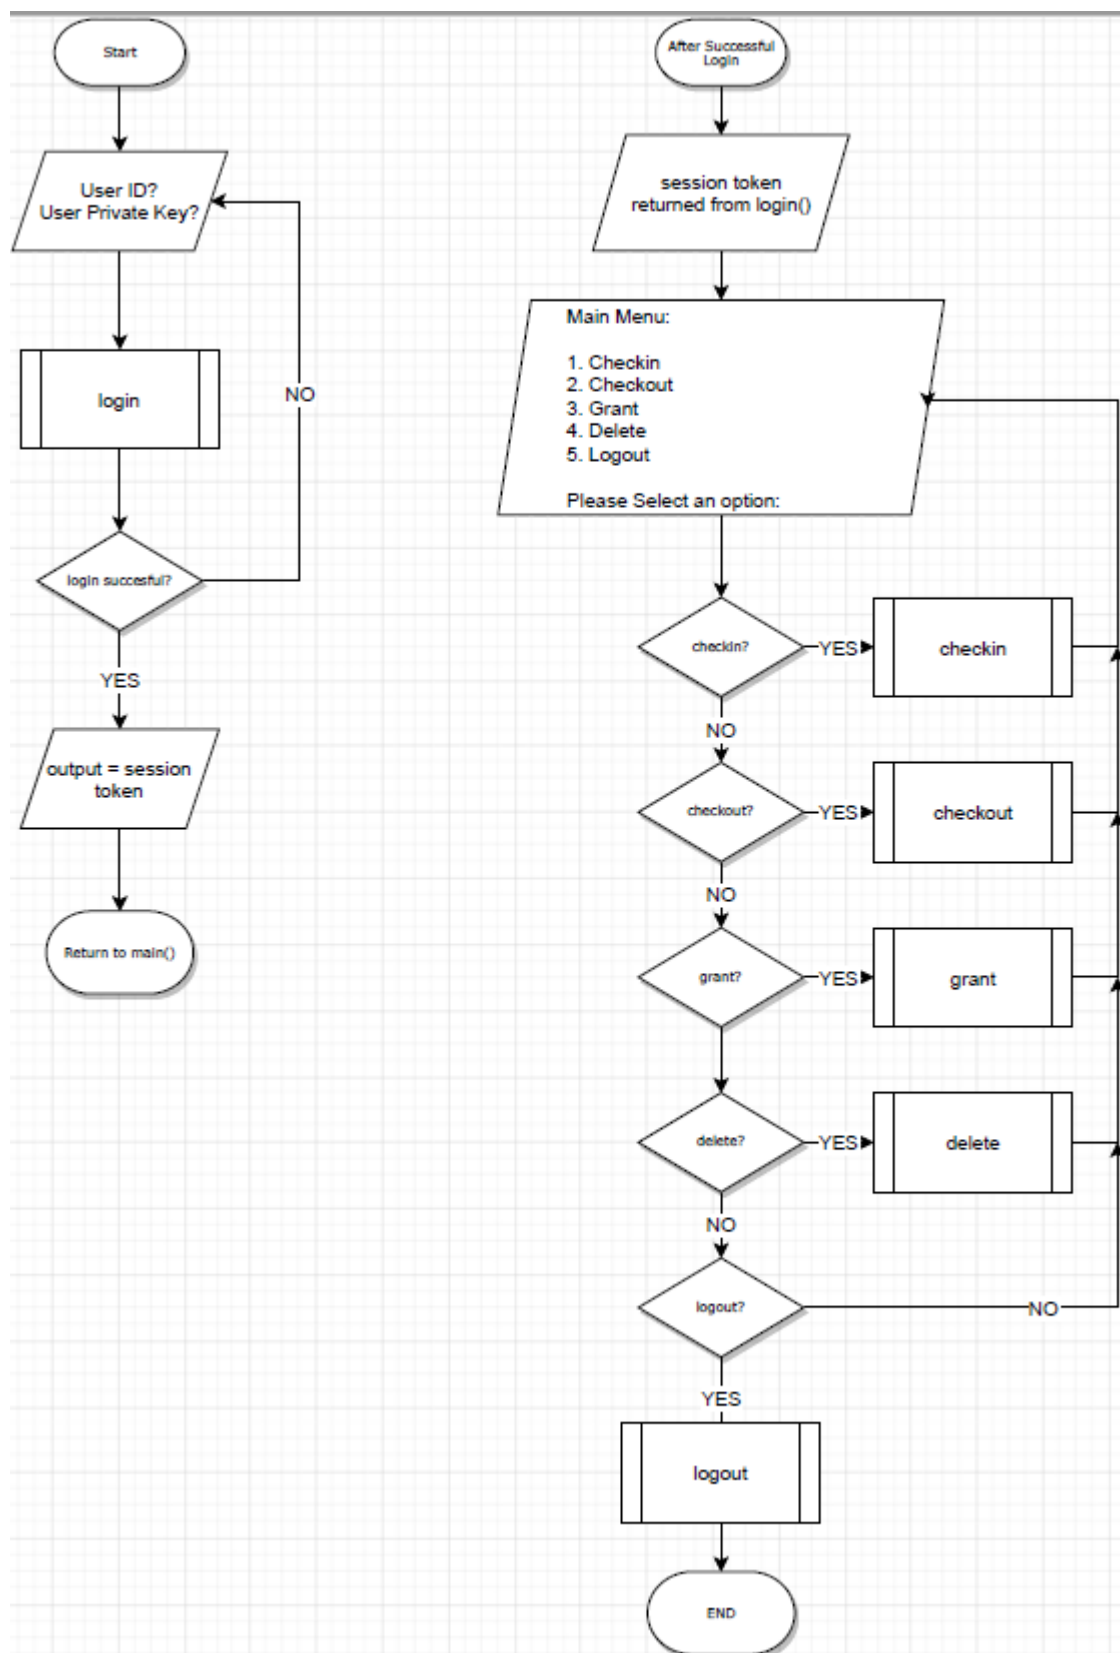 Start
User ID?
User Private Key?
login
NO
login succesful?
YES
output = session
token
Return to main()
After Successful
Login
session token
returned from login()
Main Menu:
1. Checkin
2. Checkout
3. Grant
4. Delete
5. Logout
Please Select an option:
checkin?
YES
checkin
NO
checkout?
YES
checkout
NO
grant?
YES
grant
delete?
YES
delete
NO
logout?
NO
YES
logout
END